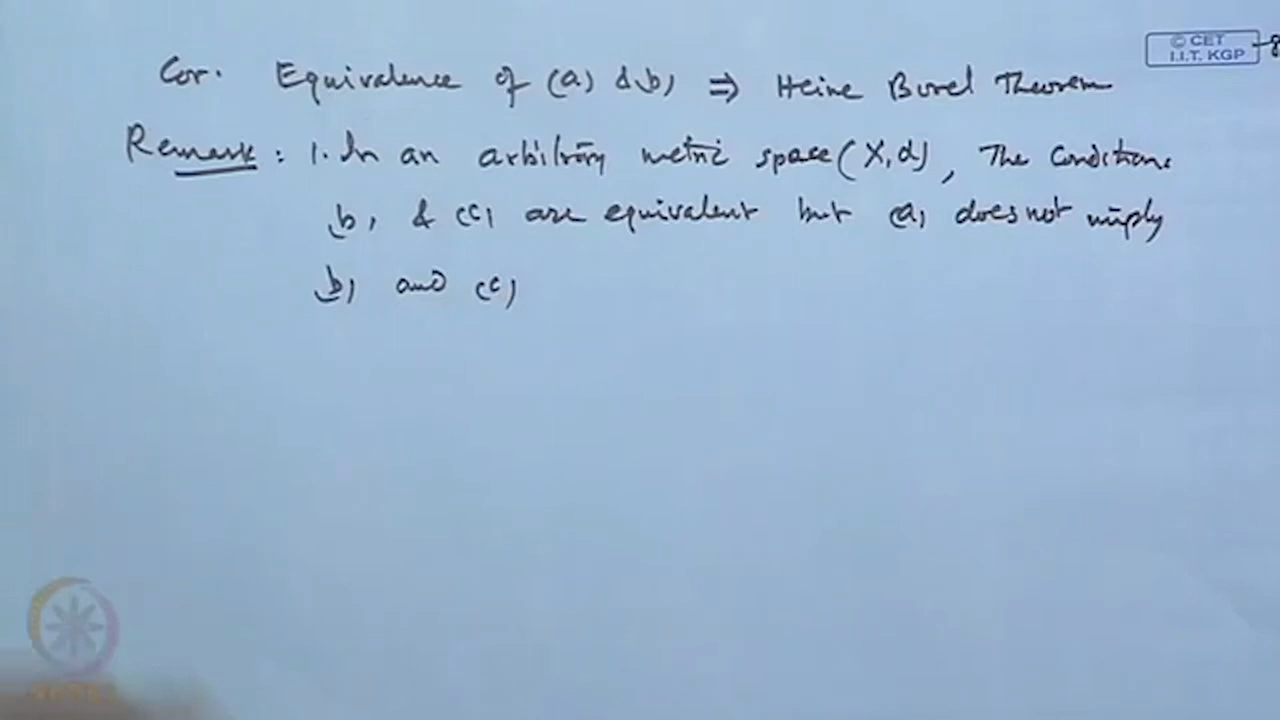 © CET
I.I.T. KGP
Cor. Equivalence of (a) & (b) ⇒ Heine Borel Theorem
Remark : 1. In an arbitrary metric space (X, d), The Conditions
(b) & (c) are equivalent but (a) does not imply
(b) and (c)